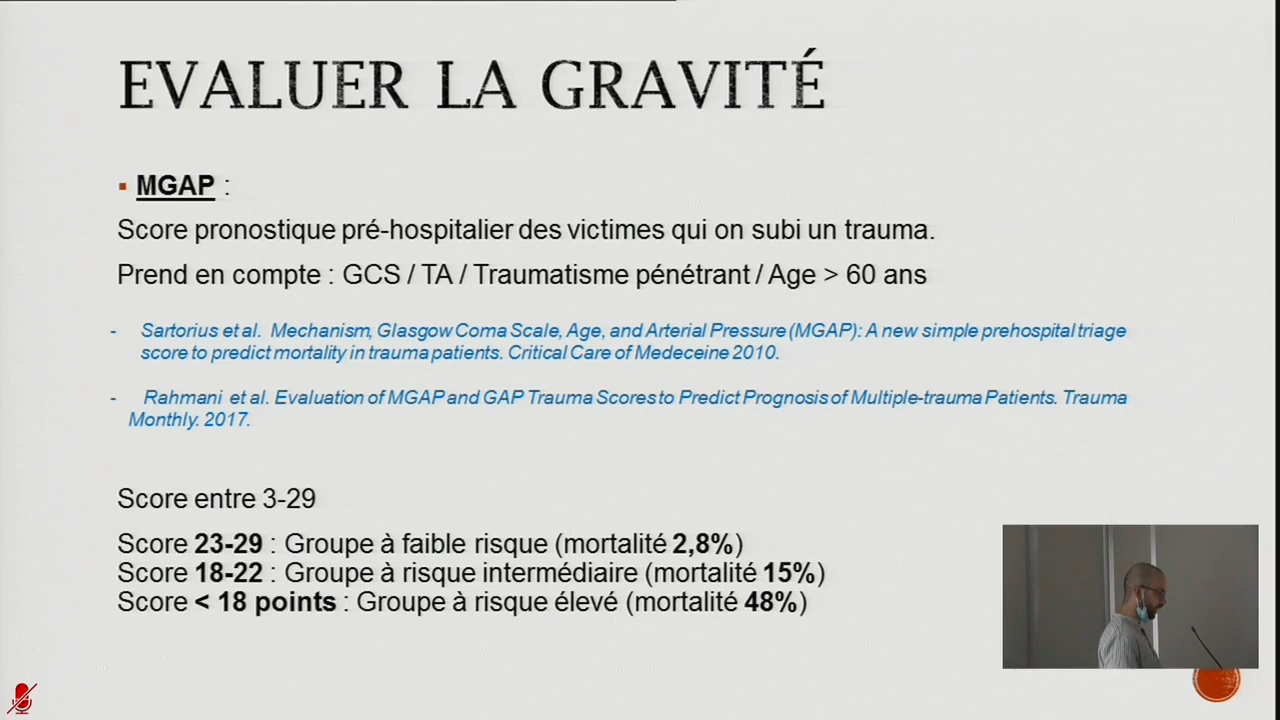 EVALUER LA GRAVITÉ
MGAP :
Score pronostique pré-hospitalier des victimes qui on subi un trauma.
Prend en compte : GCS / TA / Traumatisme pénétrant / Age > 60 ans
- Sartorius et al. Mechanism, Glasgow Coma Scale, Age, and Arterial Pressure (MGAP): A new simple prehospital triage
score to predict mortality in trauma patients. Critical Care of Medeceine 2010.
- Rahmani et al. Evaluation of MGAP and GAP Trauma Scores to Predict Prognosis of Multiple-trauma Patients. Trauma
Monthly. 2017.
Score entre 3-29
Score 23-29 : Groupe à faible risque (mortalité 2,8%)
Score 18-22 : Groupe à risque intermédiaire (mortalité 15%)
Score < 18 points : Groupe à risque élevé (mortalité 48%)